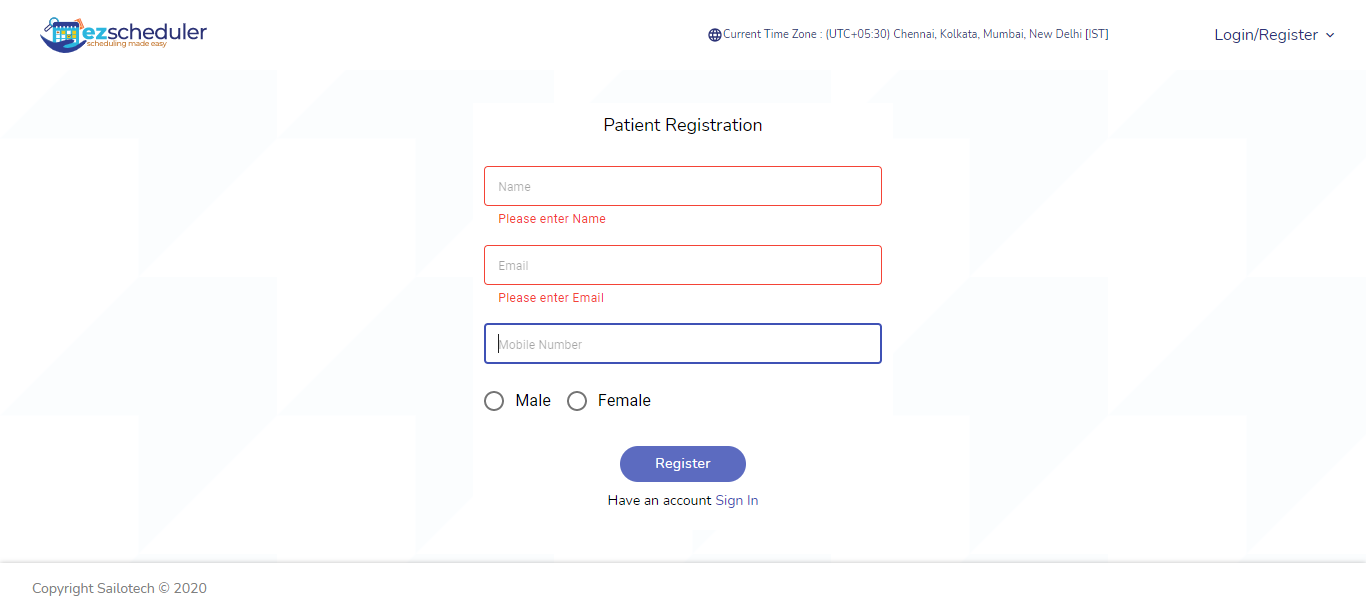 ezscheduler
scheduling made easy
Current Time Zone : (UTC+05:30) Chennai, Kolkata, Mumbai, New Delhi [IST]
Login/Register
Patient Registration
Name
Please enter Name
Email
Please enter Email
Mobile Number
Male Female
Register
Have an account Sign In
Copyright Sailotech © 2020